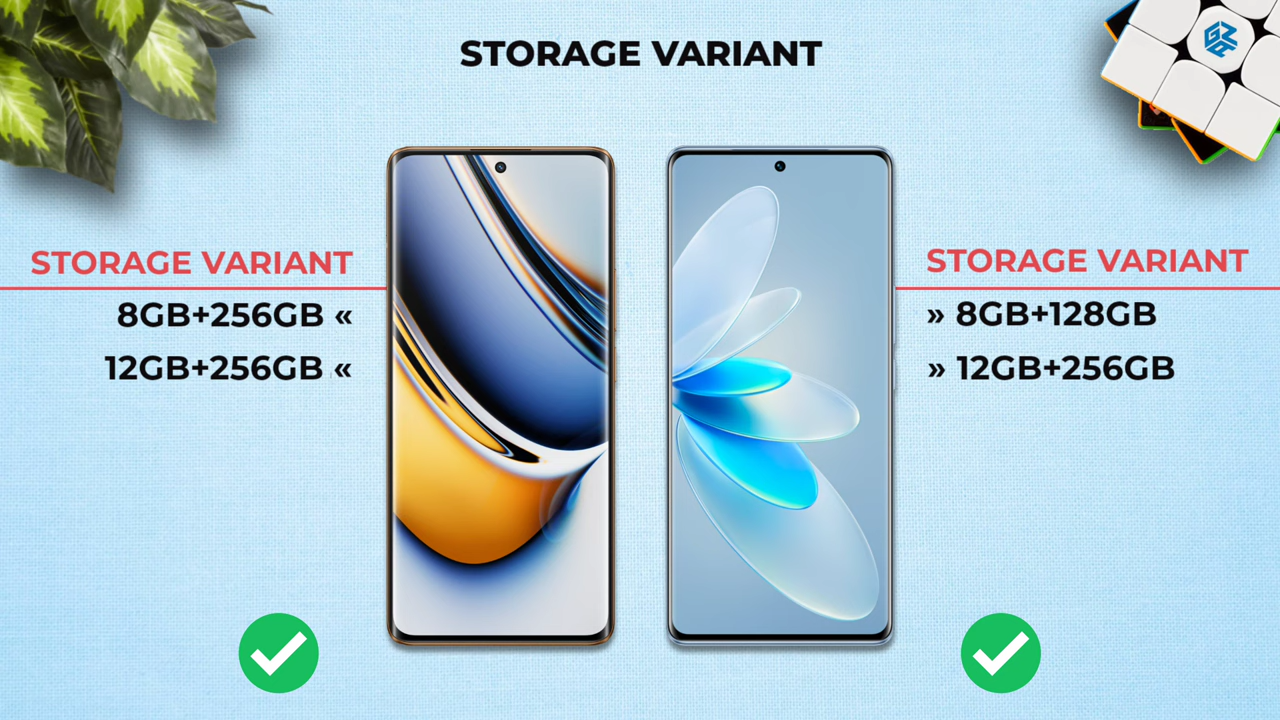 STORAGE VARIANT
STORAGE VARIANT
8GB+256GB «
12GB+256GB «
STORAGE VARIANT
» 8GB+128GB
» 12GB+256GB